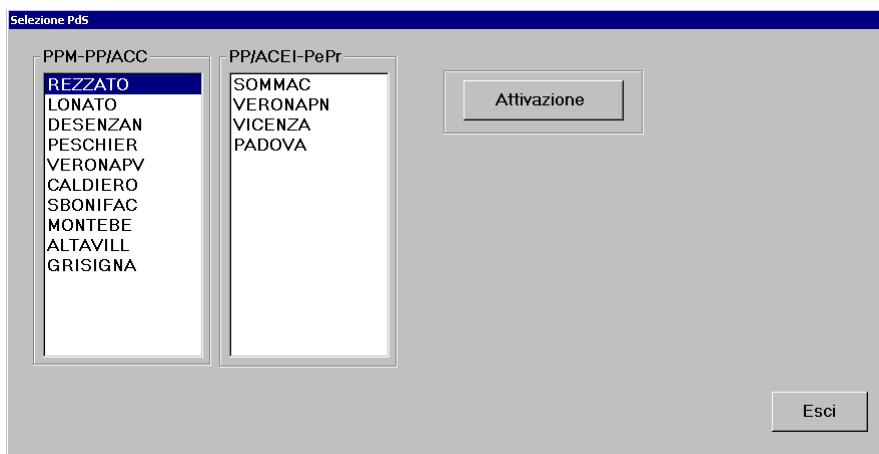 Selezione PdS
PPM-PP/ACC
REZZATO
LONATO
DESENZAN
PESCHIER
VERONAPV
CALDIERO
SBONIFAC
MONTEBE
ALTAVILL
GRISIGNA
PP/ACEI-PePr
SOMMAC
VERONAPN
VICENZA
PADOVA
Attivazione
Esci